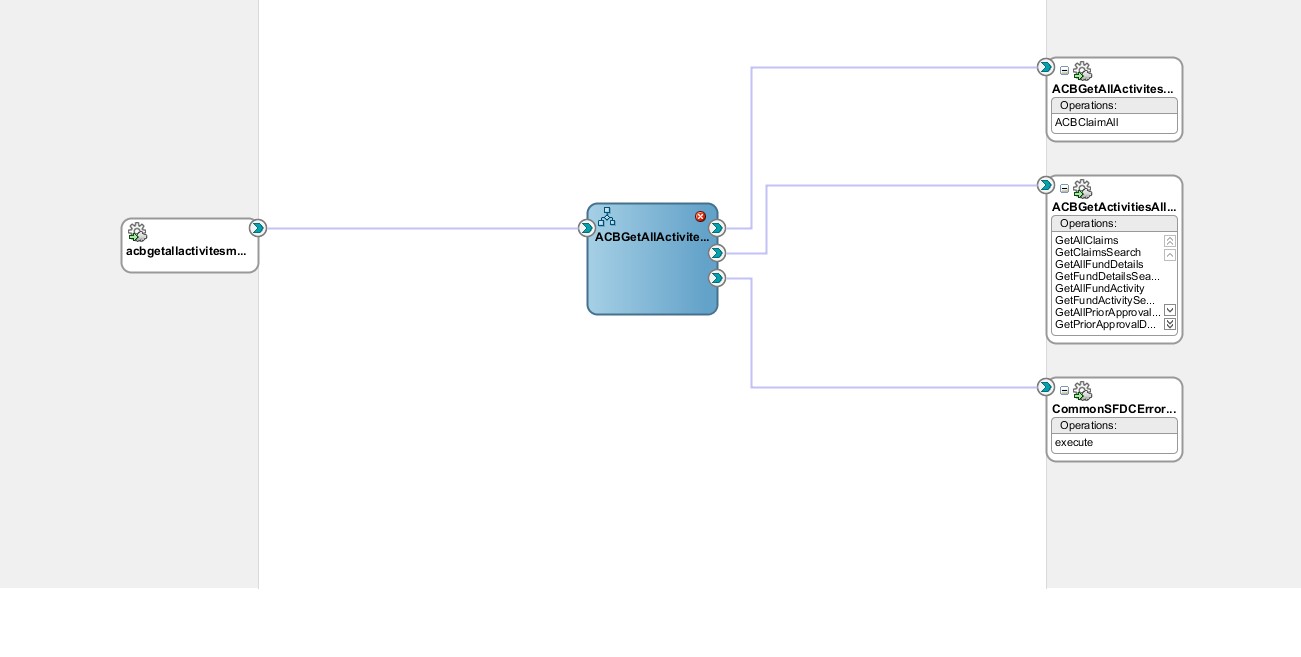 acbgetallactivitesm...
ACBGetAllActivite...
ACBGetAllActivites...
Operations:
ACBClaimAll
ACBGetActivitiesAll...
Operations:
GetAllClaims
GetClaimsSearch
GetAllFundDetails
GetFundDetailsSea...
GetAllFundActivity
GetFundActivitySe...
GetAllPriorApproval...
GetPriorApprovalD...
CommonSFDCError...
Operations:
execute